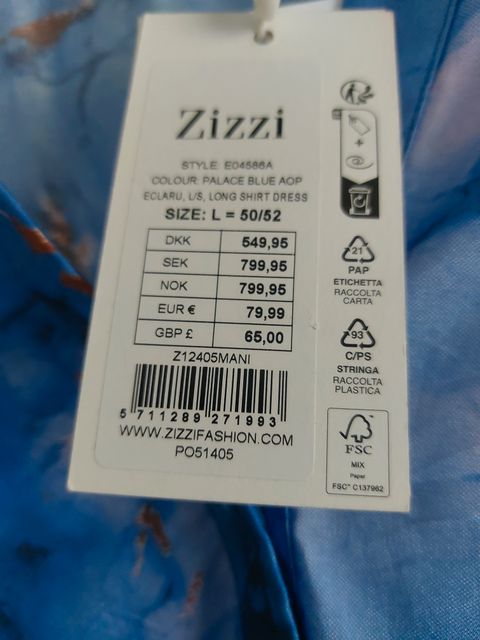 Zizzi
STYLE: E04586A
COLOUR: PALACE BLUE AOP
ECLARU, L/S, LONG SHIRT DRESS
SIZE: L = 50/52
DKK 549,95
SEK 799,95
NOK 799,95
EUR € 79,99
GBP £ 65,00
Z12405MANI
5 711289 271993
WWW.ZIZZIFASHION.COM
PO51405
+
21
PAP
ETICHETTA
RACCOLTA
CARTA
93
C/PS
STRINGA
RACCOLTA
PLASTICA
FSC
MIX
Paper
FSC™ C137962